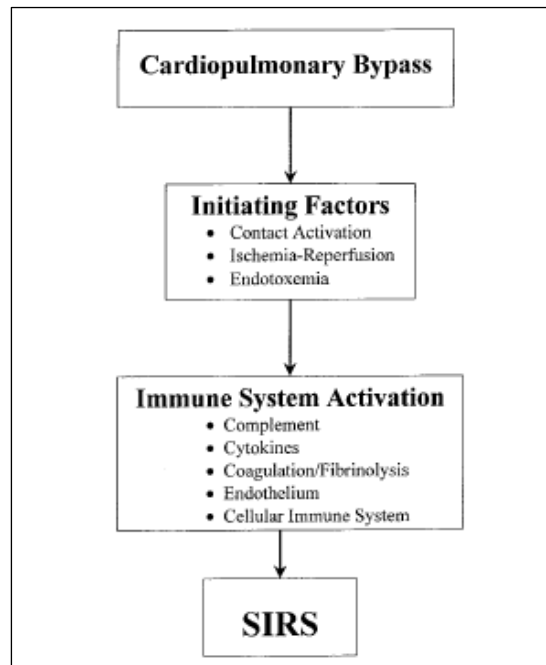 Cardiopulmonary Bypass
Initiating Factors
• Contact Activation
• Ischemia-Reperfusion
• Endotoxemia
Immune System Activation
• Complement
• Cytokines
• Coagulation/Fibrinolysis
• Endothelium
• Cellular Immune System
SIRS